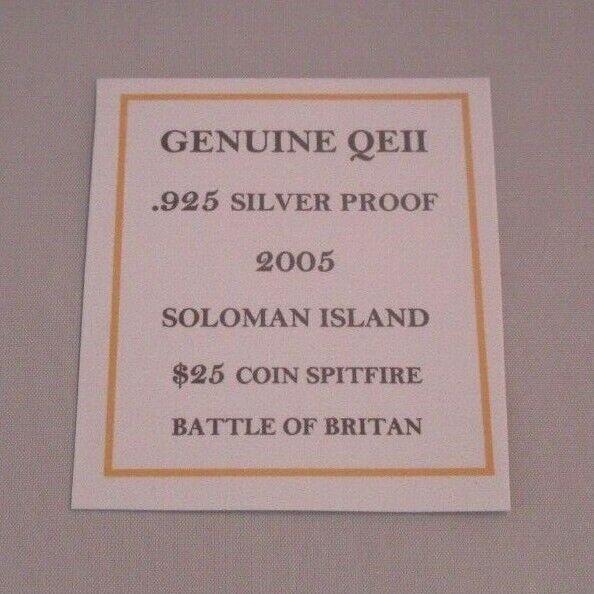 GENUINE QEII
.925 SILVER PROOF
2005
SOLOMAN ISLAND
$25 COIN SPITFIRE
BATTLE OF BRITAN